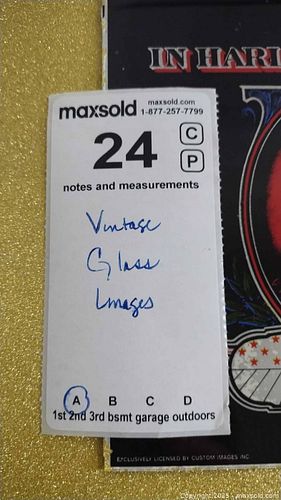 IN HARI
maxsold
maxsold.com
1-877-257-7799
24
C
P
notes and measurements
Vintage
Glass
Images
A B C D
1st 2nd 3rd bsmt garage outdoors
EXCLUSIVELY LICENSED BY CUSTOM IMAGES INC
Copyright 2025 - maxsold.com